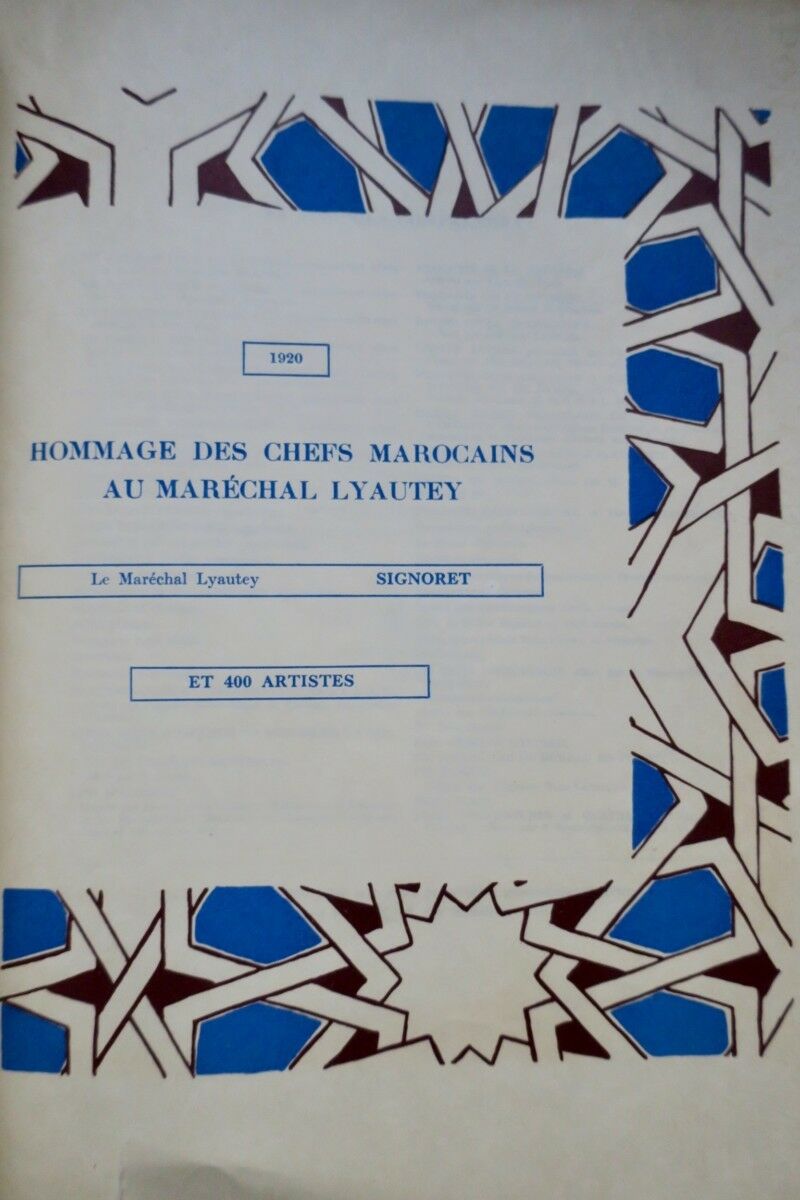 1920
HOMMAGE DES CHEFS MAROCAINS
AU MARÉCHAL LYAUTEY
Le Maréchal Lyautey SIGNORET
ET 400 ARTISTES